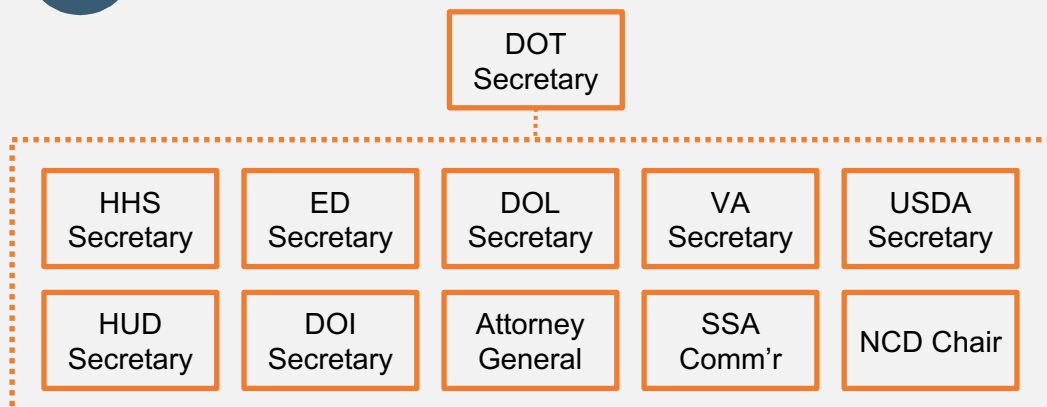 DOT
Secretary
HHS
Secretary
ED
Secretary
DOL
Secretary
VA
Secretary
USDA
Secretary
HUD
Secretary
DOI
Secretary
Attorney
General
SSA
Comm’r
NCD Chair